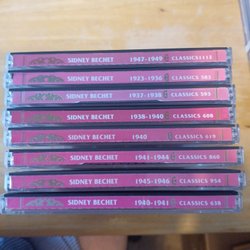 SIDNEY BECHET 1947-1949 CLASSICS 1112
SIDNEY BECHET 1923-1936 CLASSICS 583
SIDNEY BECHET 1937-1938 CLASSICS 593
SIDNEY BECHET 1938-1940 CLASSICS 608
SIDNEY BECHET 1940 CLASSICS 619
SIDNEY BECHET 1941-1944 CLASSICS 860
SIDNEY BECHET 1945-1946 CLASSICS 954
SIDNEY BECHET 1940-1941 CLASSICS 638